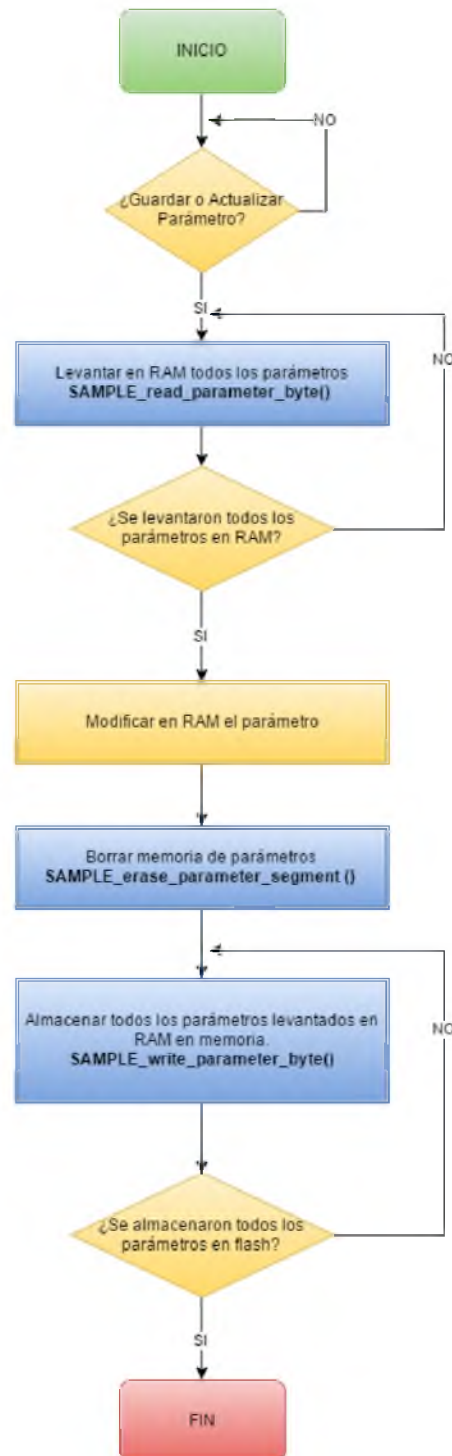 INICIO
NO
¿Guardar o Actualizar
Parámetro?
SI
NO
Levantar en RAM todos los parámetros
SAMPLE_read_parameter_byte()
¿Se levantaron todos los
parámetros en RAM?
SI
Modificar en RAM el parámetro
Borrar memoria de parámetros
SAMPLE_erase_parameter_segment ()
Almacenar todos los parámetros levantados en
RAM en memoria.
SAMPLE_write_parameter_byte()
NO
¿Se almacenaron todos los
parámetros en flash?
SI
FIN